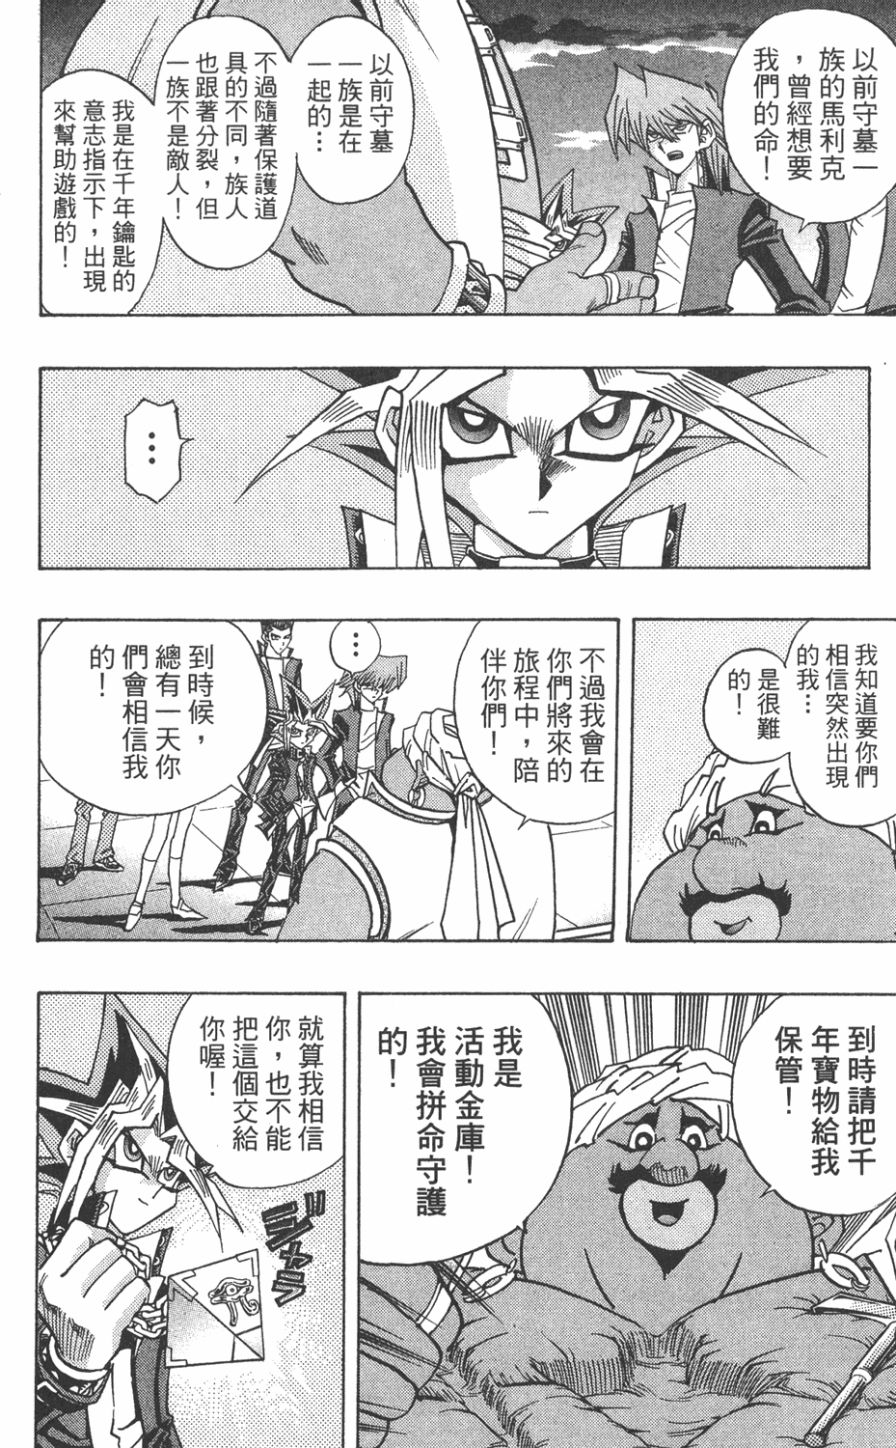 以前守墓一
族的馬利克
，曾經想要
我們的命！
以前守墓
一族是在
一起的…
不過隨著保護道
具的不同，族人
也跟著分裂，但
一族不是敵人！
我是在千年鑰匙的
意志指示下，出現
來幫助遊戲的！
…
我知道要你們
相信突然出現
的我…
是很難
的！
不過我會在
你們將來的
旅程中，陪
伴你們！
…
到時候，
總有一天你
們會相信我
的！
到時請把千
年寶物給我
保管！
我是
活動金庫！
我會拼命守護
的！
就算我相信
你，也不能
把這個交給
你喔！
ジャラ